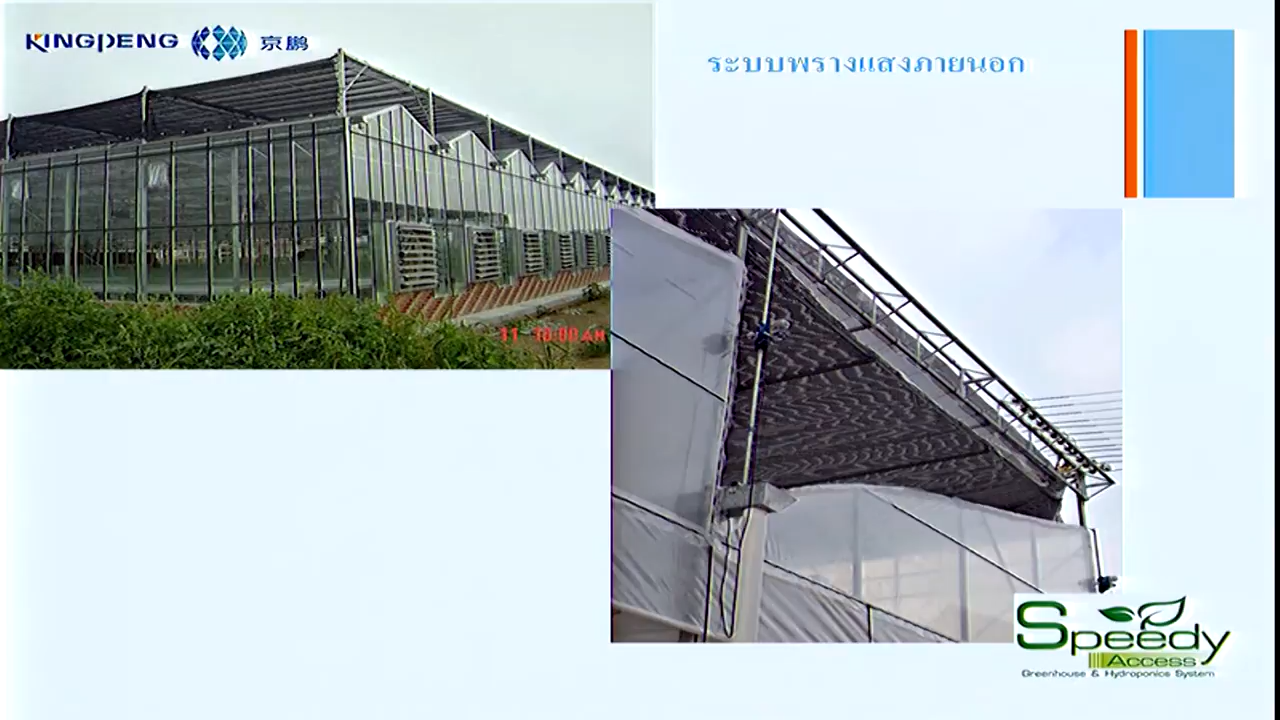 KINGPENG 京鹏
ระบบพรางแสงภายนอก
11 10:00 AM
Speedy
Access
Greenhouse & Hydroponics System